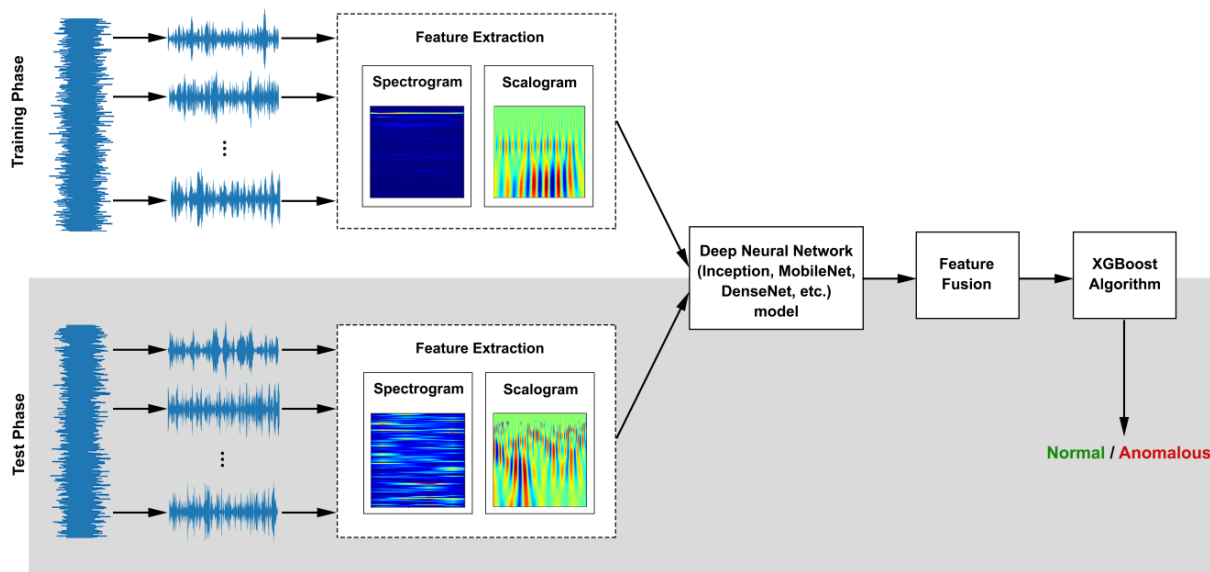 Training Phase
Feature Extraction
Spectrogram
Scalogram
Deep Neural Network
(Inception, MobileNet,
DenseNet, etc.)
model
Feature
Fusion
XGBoost
Algorithm
Test Phase
Feature Extraction
Spectrogram
Scalogram
Normal / Anomalous